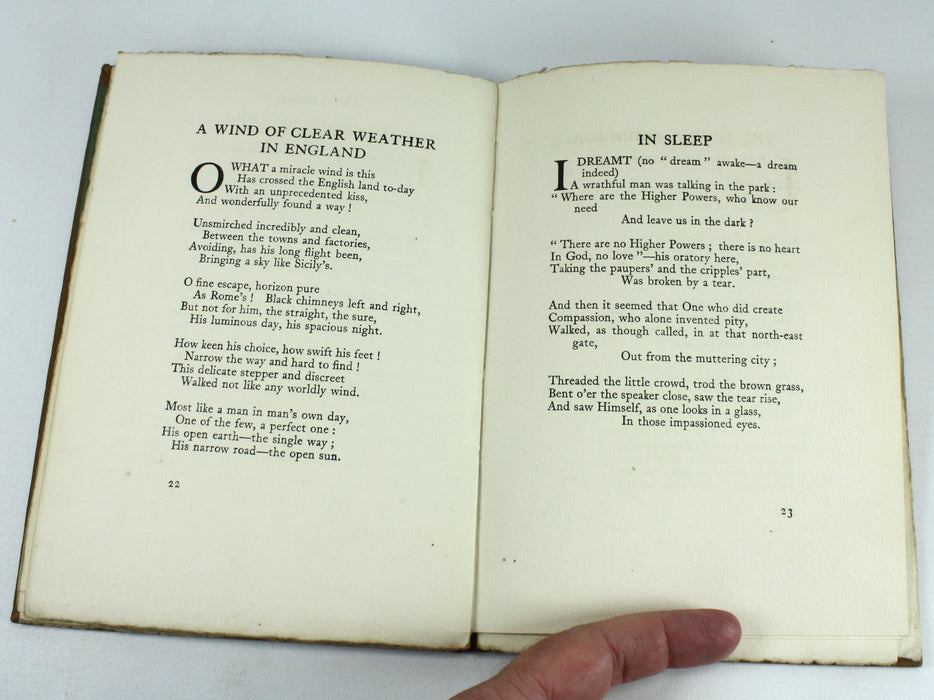 A WIND OF CLEAR WEATHER
IN ENGLAND
O WHAT a miracle wind is this
Has crossed the English land to-day
With an unprecedented kiss,
And wonderfully found a way !
Unsmirched incredibly and clean,
Between the towns and factories,
Avoiding, has his long flight been,
Bringing a sky like Sicily's.
O fine escape, horizon pure
As Rome's ! Black chimneys left and right,
But not for him, the straight, the sure,
His luminous day, his spacious night.
How keen his choice, how swift his feet !
Narrow the way and hard to find !
This delicate stepper and discreet
Walked not like any worldly wind.
Most like a man in man's own day,
One of the few, a perfect one :
His open earth—the single way ;
His narrow road—the open sun.
22
IN SLEEP
I DREAMT (no “ dream ” awake—a dream
indeed)
A wrathful man was talking in the park :
“ Where are the Higher Powers, who know our
need
And leave us in the dark ?
“ There are no Higher Powers ; there is no heart
In God, no love ”—his oratory here,
Taking the paupers' and the cripples' part,
Was broken by a tear.
And then it seemed that One who did create
Compassion, who alone invented pity,
Walked, as though called, in at that north-east
gate,
Out from the muttering city ;
Threaded the little crowd, trod the brown grass,
Bent o'er the speaker close, saw the tear rise,
And saw Himself, as one looks in a glass,
In those impassioned eyes.
23